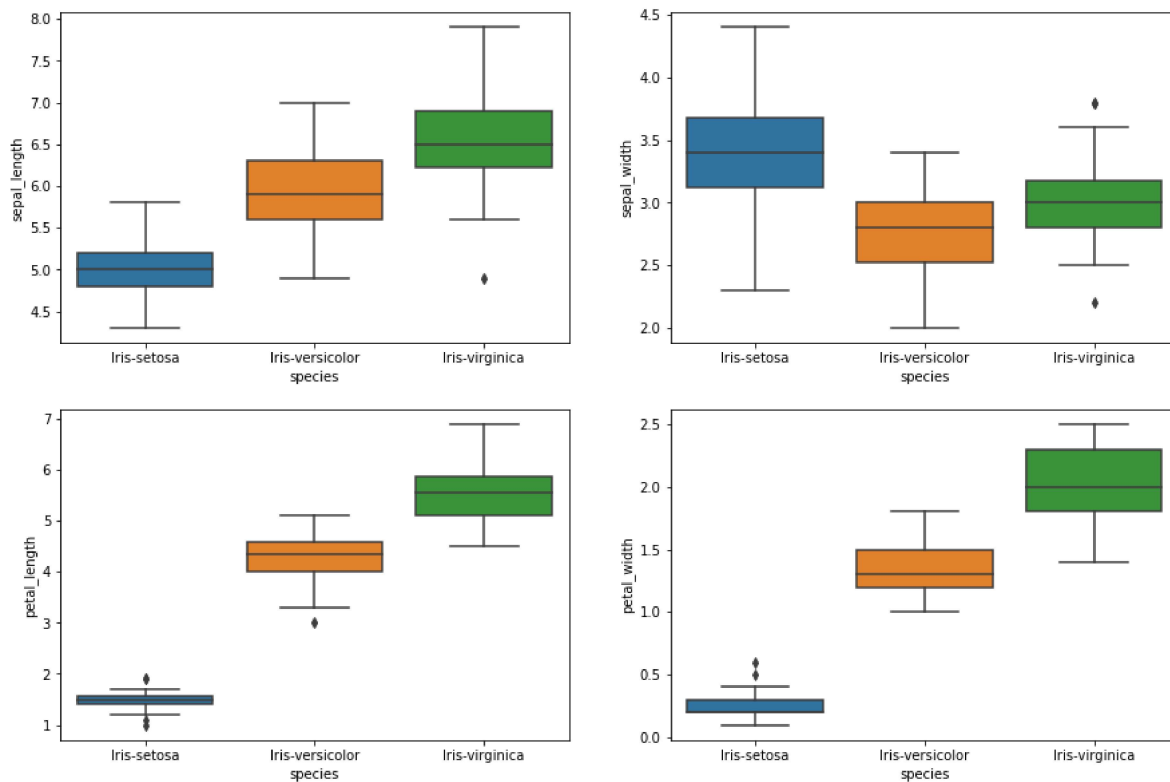 sepal_length
8.0
7.5
7.0
6.5
6.0
5.5
5.0
4.5
Iris-setosa Iris-versicolor Iris-virginica
species
sepal_width
4.5
4.0
3.5
3.0
2.5
2.0
Iris-setosa Iris-versicolor Iris-virginica
species
petal_length
7
6
5
4
3
2
1
Iris-setosa Iris-versicolor Iris-virginica
species
petal_width
2.5
2.0
1.5
1.0
0.5
0.0
Iris-setosa Iris-versicolor Iris-virginica
species